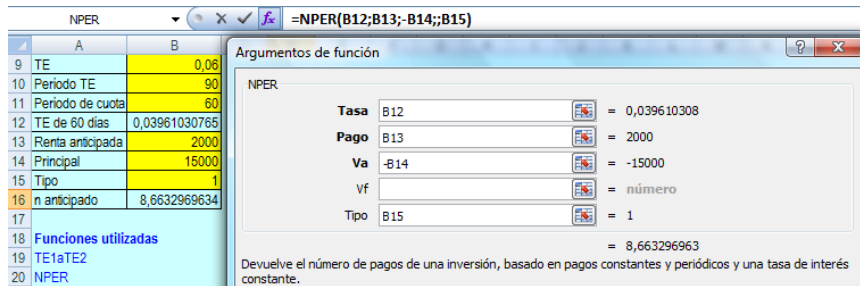 NPER =NPER(B12;B13;-B14;;B15)
A B
9 TE 0,06
10 Periodo TE 90
11 Periodo de cuota 60
12 TE de 60 días 0,03961030765
13 Renta anticipada 2000
14 Principal 15000
15 Tipo 1
16 n anticipado 8,6632969634
17
18 Funciones utilizadas
19 TE1aTE2
20 NPER
Argumentos de función
NPER
Tasa B12 = 0,039610308
Pago B13 = 2000
Va -B14 = -15000
Vf = número
Tipo B15 = 1
= 8,663296963
Devuelve el número de pagos de una inversión, basado en pagos constantes y periódicos y una tasa de interés
constante.